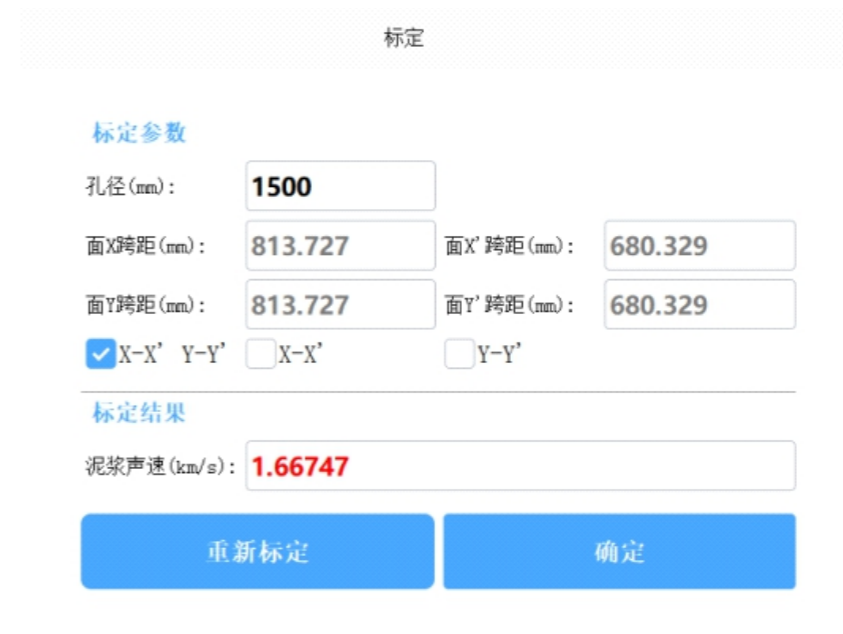 标定
标定参数
孔径(mm): 1500
面X跨距(mm): 813.727 面X'跨距(mm): 680.329
面Y跨距(mm): 813.727 面Y'跨距(mm): 680.329
X-X' Y-Y' X-X' Y-Y'
标定结果
泥浆声速(km/s): 1.66747
重新标定 确定